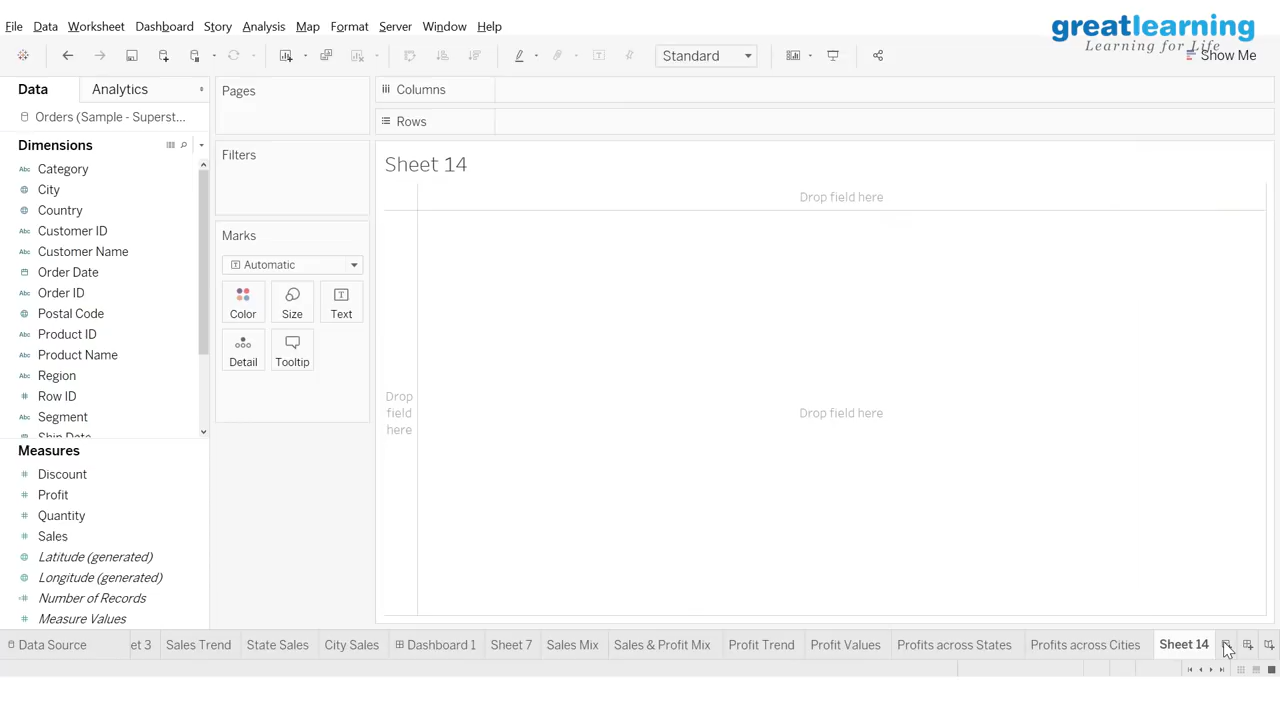 File Data Worksheet Dashboard Story Analysis Map Format Server Window Help
greatlearning
Learning for Life
Standard
Show Me
Data Analytics
Pages
Columns
Orders (Sample - Superst...
Rows
Dimensions
Filters
Sheet 14
Category
City
Country
Customer ID
Customer Name
Order Date
Order ID
Postal Code
Product ID
Product Name
Region
Row ID
Segment
Ship Date
Marks
Automatic
Color Size Text
Detail Tooltip
Drop field here
Drop
field
here
Drop field here
Measures
Discount
Profit
Quantity
Sales
Latitude (generated)
Longitude (generated)
Number of Records
Measure Values
Data Source et 3 Sales Trend State Sales City Sales Dashboard 1 Sheet 7 Sales Mix Sales & Profit Mix Profit Trend Profit Values Profits across States Profits across Cities Sheet 14